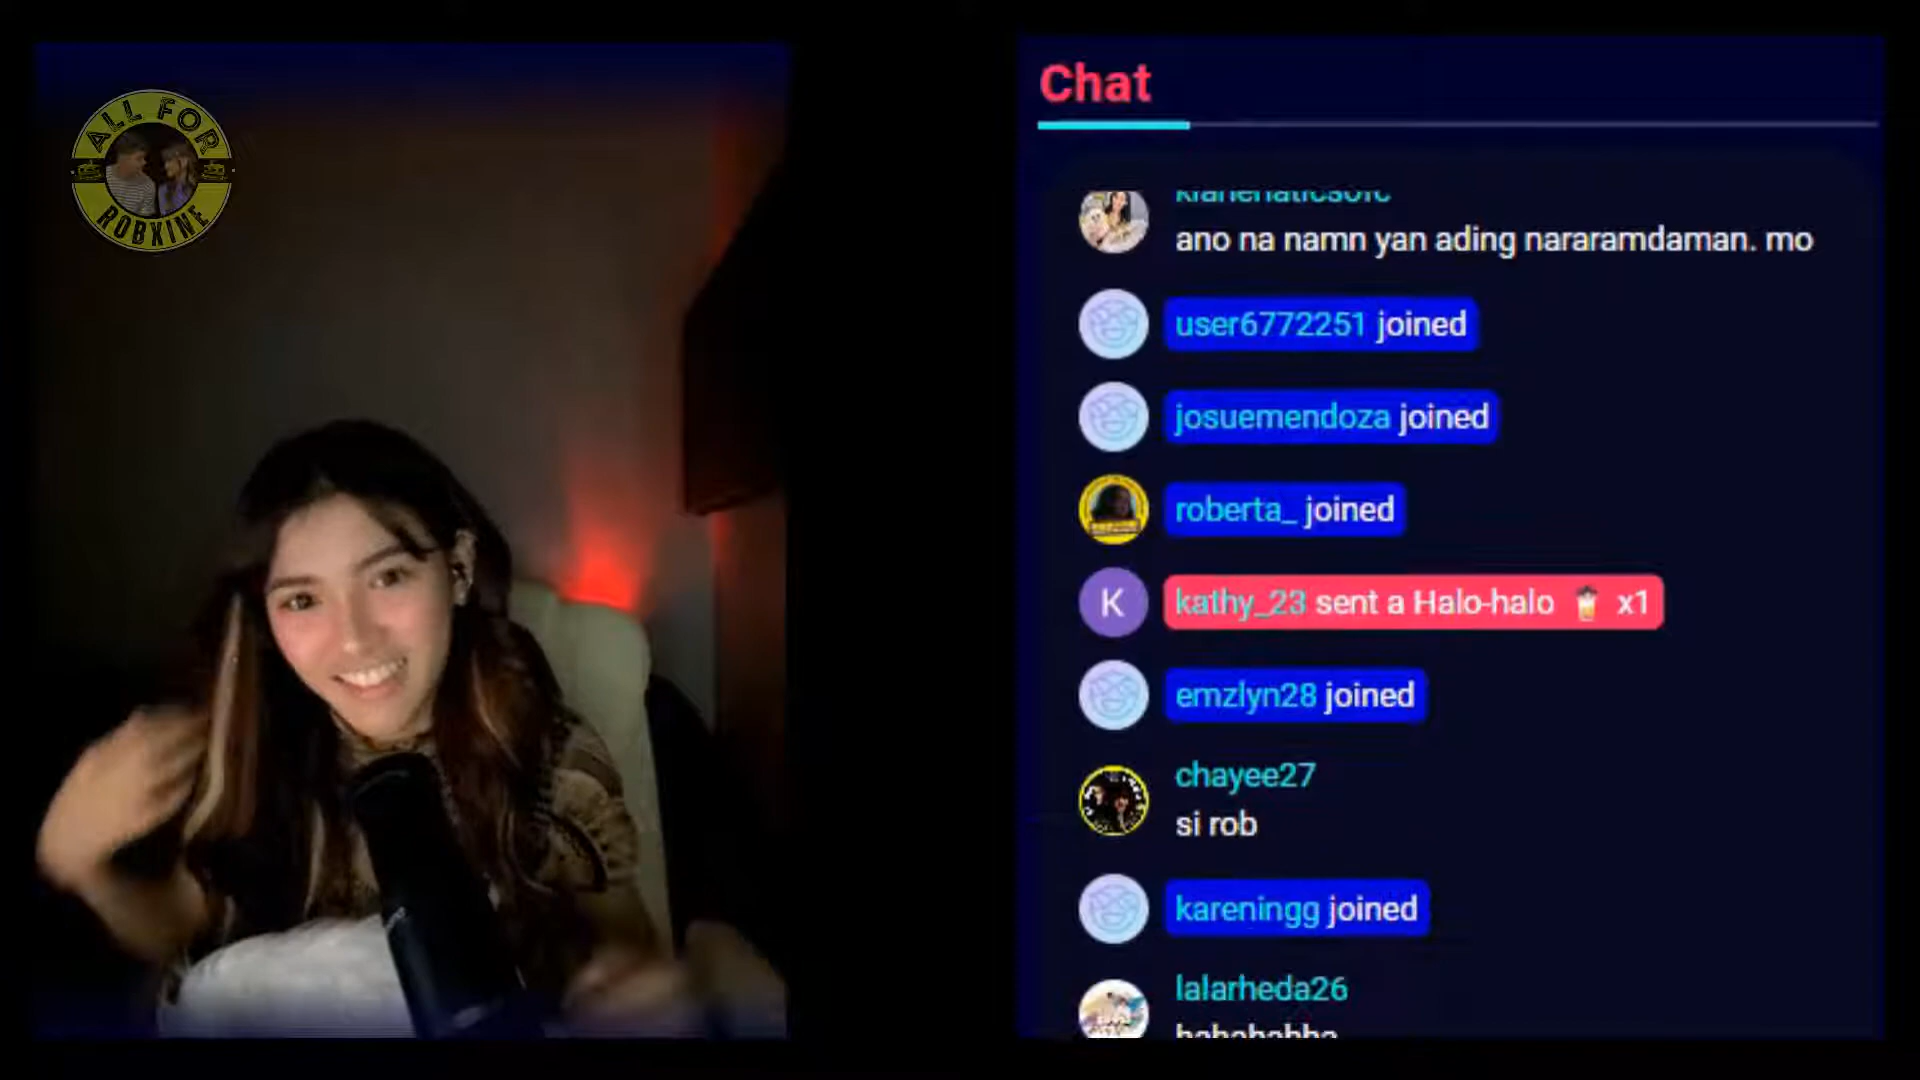 ALL FOR
ROBXINE
Chat
ano na namn yan ading nararamdaman. mo
user6772251 joined
josuemendoza joined
roberta_ joined
K
kathy_23 sent a Halo-halo x1
emzlyn28 joined
chayee27
si rob
kareningg joined
lalarheda26